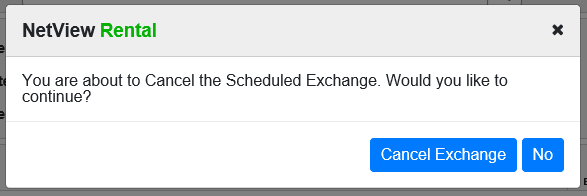 NetView Rental
You are about to Cancel the Scheduled Exchange. Would you like to
continue?
Cancel Exchange No